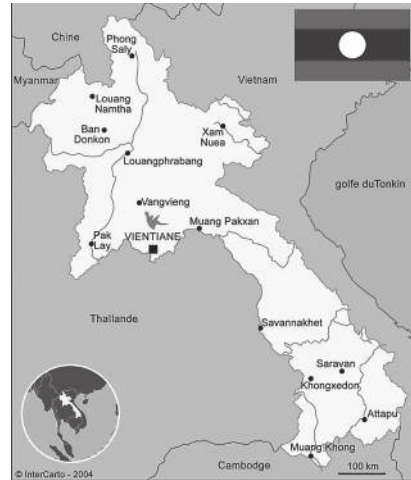 Chine
Phong
Saly
Myanmar
Vietnam
Louang
Namtha
Ban
Donkon
Xam
Nuea
Louangphrabang
golfe duTonkin
Vangvieng
Muang Pakxan
VIENTIANE
Pak
Lay
Thaïlande
Savannakhet
Saravan
Khongxedon
Attapu
Muang Khong
Cambodge
100 km
© InterCarto - 2004